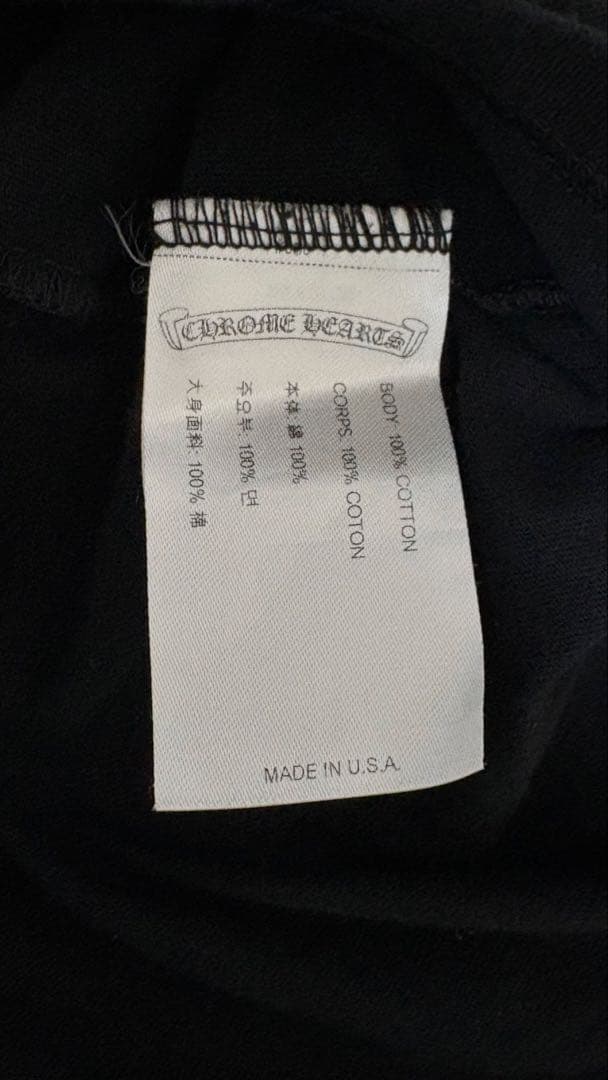 CHROME HEARTS
BODY: 100% COTTON
CORPS: 100% COTON
本体: 綿 100%
주요부: 100% 면
大身面料: 100% 棉
MADE IN U.S.A.